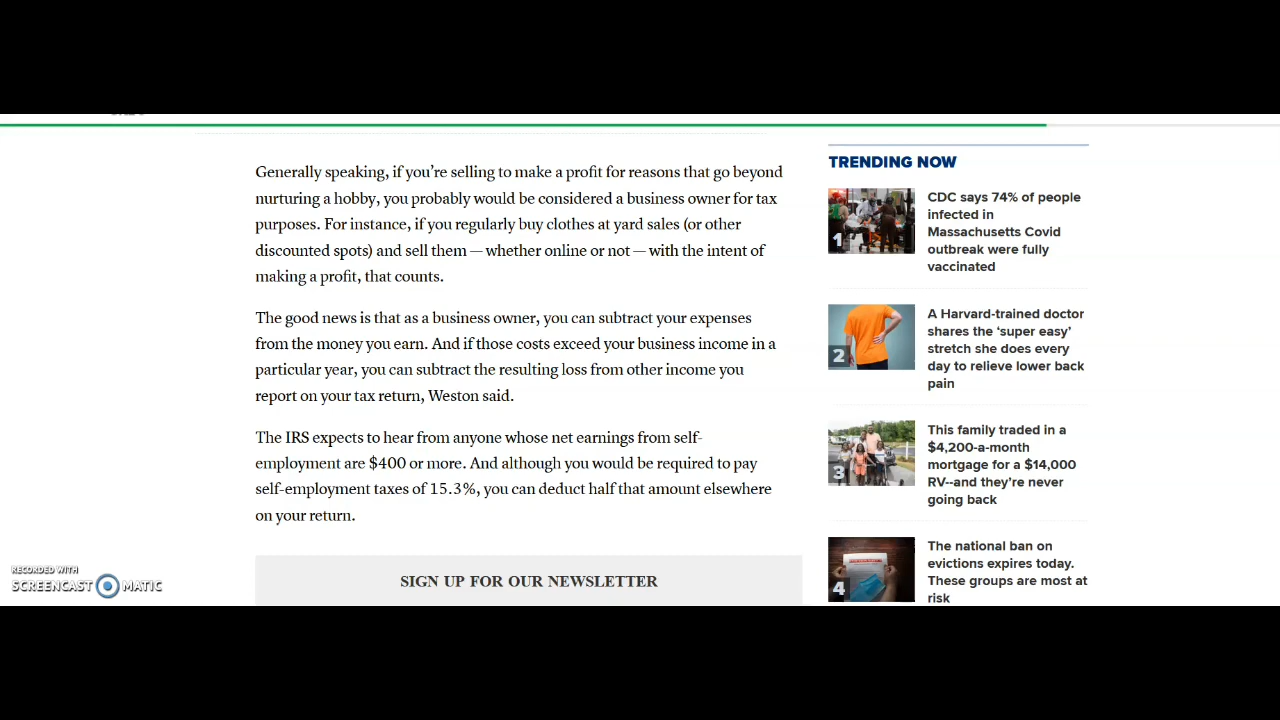 Generally speaking, if you're selling to make a profit for reasons that go beyond
nurturing a hobby, you probably would be considered a business owner for tax
purposes. For instance, if you regularly buy clothes at yard sales (or other
discounted spots) and sell them — whether online or not — with the intent of
making a profit, that counts.
The good news is that as a business owner, you can subtract your expenses
from the money you earn. And if those costs exceed your business income in a
particular year, you can subtract the resulting loss from other income you
report on your tax return, Weston said.
The IRS expects to hear from anyone whose net earnings from self-
employment are $400 or more. And although you would be required to pay
self-employment taxes of 15.3%, you can deduct half that amount elsewhere
on your return.
SIGN UP FOR OUR NEWSLETTER
TRENDING NOW
1
CDC says 74% of people
infected in
Massachusetts Covid
outbreak were fully
vaccinated
2
A Harvard-trained doctor
shares the ‘super easy’
stretch she does every
day to relieve lower back
pain
3
This family traded in a
$4,200-a-month
mortgage for a $14,000
RV--and they're never
going back
4
The national ban on
evictions expires today.
These groups are most at
risk
RECORDED WITH
SCREENCAST MATIC